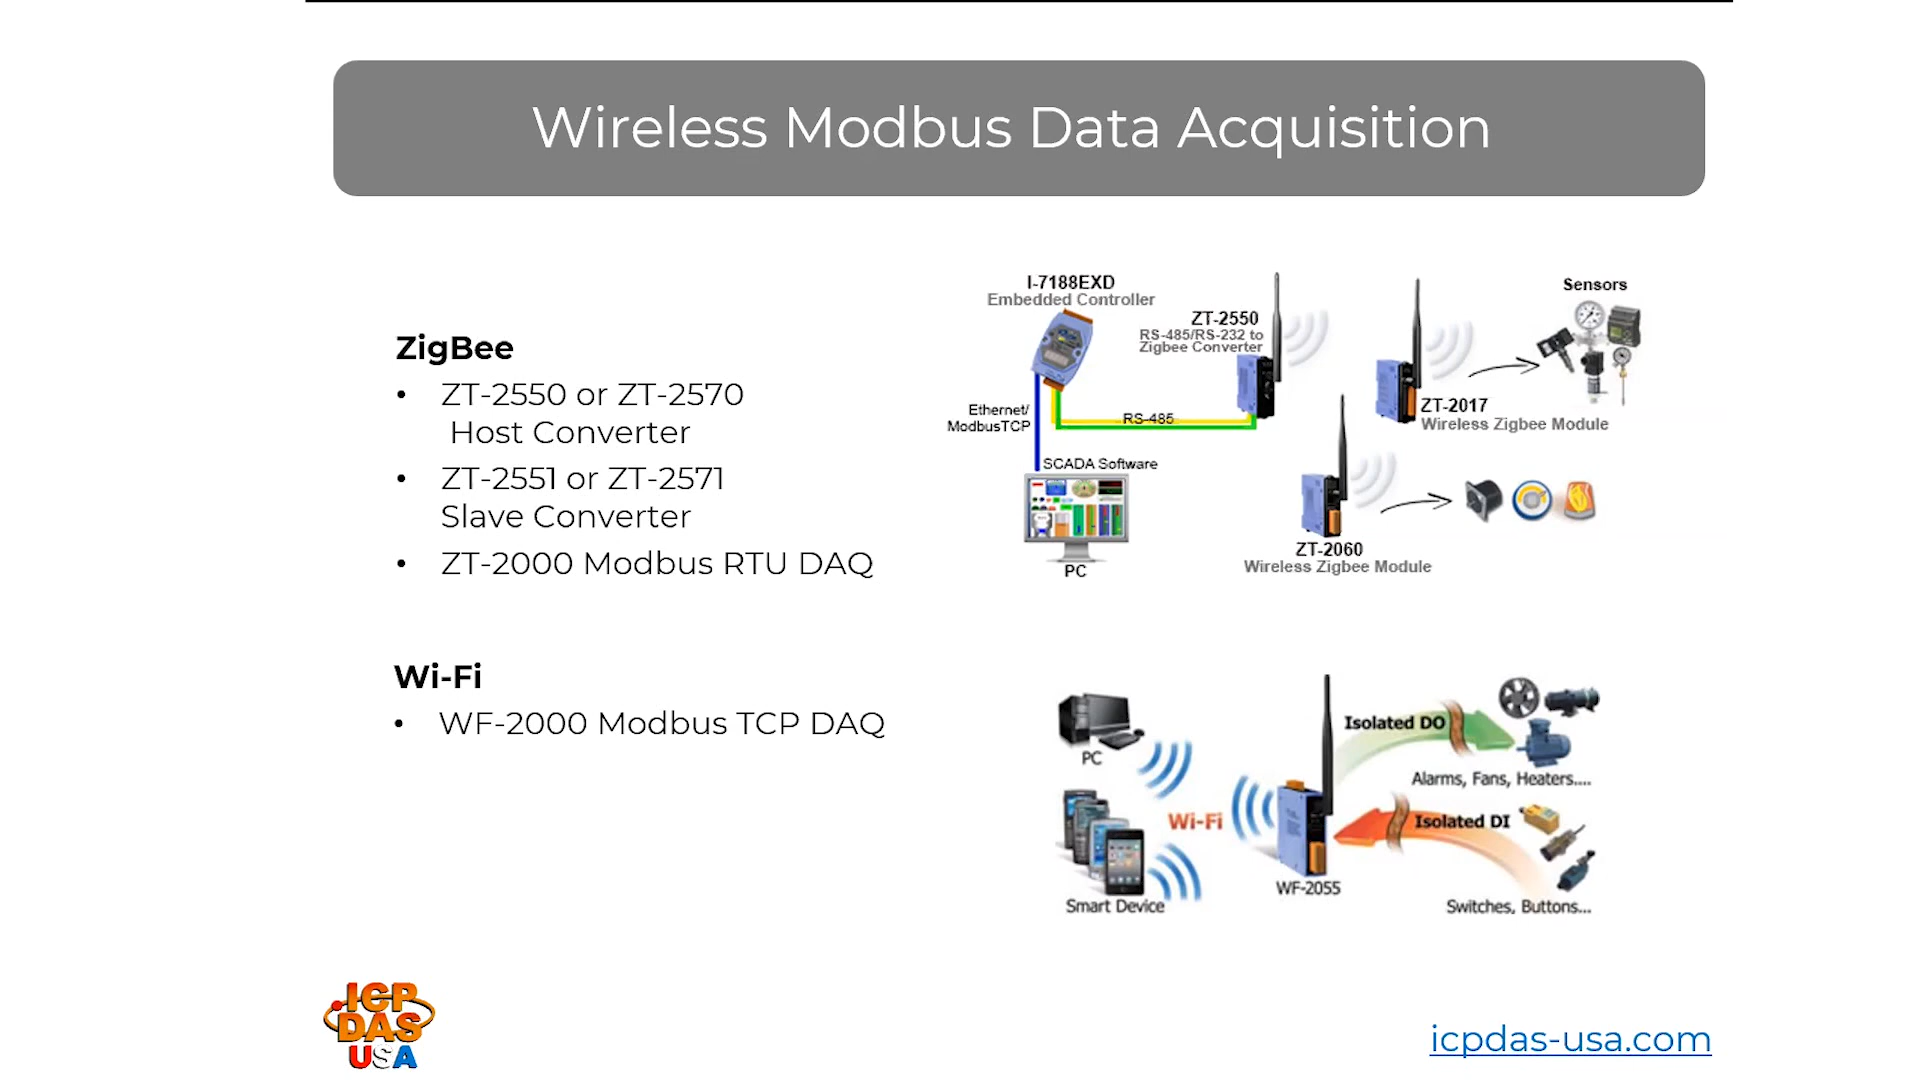 Wireless Modbus Data Acquisition
ZigBee
• ZT-2550 or ZT-2570
Host Converter
• ZT-2551 or ZT-2571
Slave Converter
• ZT-2000 Modbus RTU DAQ
Wi-Fi
• WF-2000 Modbus TCP DAQ
I-7188EXD
Embedded Controller
ZT-2550
RS-485/RS-232 to
Zigbee Converter
Sensors
Ethernet/
ModbusTCP
RS-485
ZT-2017
Wireless Zigbee Module
SCADA Software
PC
ZT-2060
Wireless Zigbee Module
PC
Wi-Fi
Smart Device
WF-2055
Isolated DO
Alarms, Fans, Heaters....
Isolated DI
Switches, Buttons...
ICP
DAS
USA
icpdas-usa.com